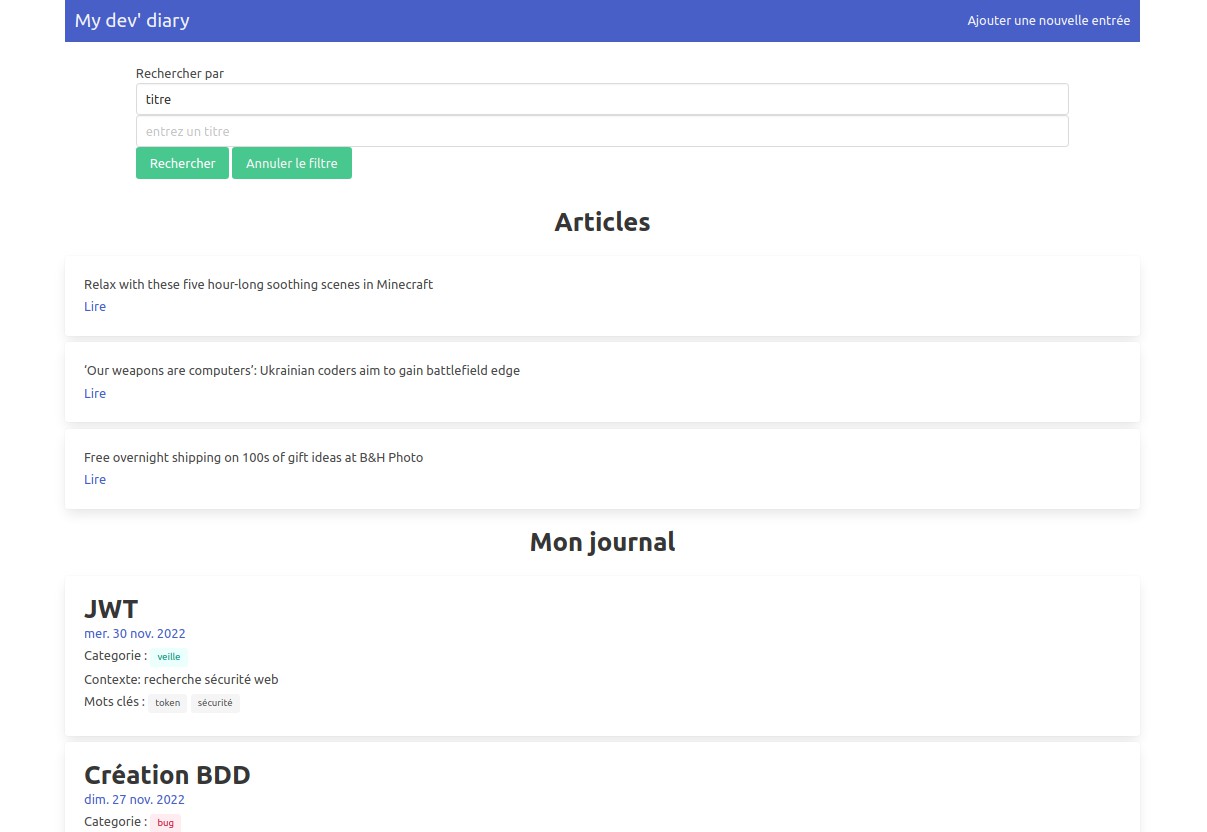 My dev' diary
Ajouter une nouvelle entrée
Rechercher par
titre
entrez un titre
Rechercher Annuler le filtre
Articles
Relax with these five hour-long soothing scenes in Minecraft
Lire
‘Our weapons are computers’: Ukrainian coders aim to gain battlefield edge
Lire
Free overnight shipping on 100s of gift ideas at B&H Photo
Lire
Mon journal
JWT
mer. 30 nov. 2022
Categorie : veille
Contexte: recherche sécurité web
Mots clés : token sécurité
Création BDD
dim. 27 nov. 2022
Categorie : bug